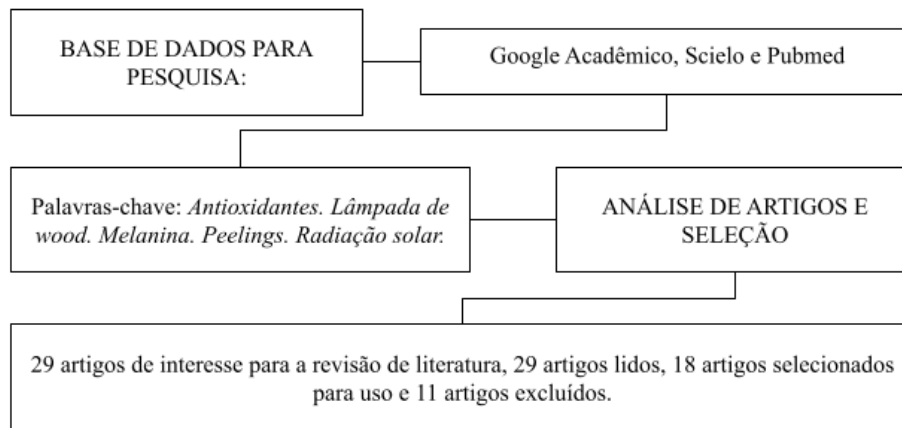 BASE DE DADOS PARA
PESQUISA:
Google Acadêmico, Scielo e Pubmed
Palavras-chave: Antioxidantes. Lâmpada de
wood. Melanina. Peelings. Radiação solar.
ANÁLISE DE ARTIGOS E
SELEÇÃO
29 artigos de interesse para a revisão de literatura, 29 artigos lidos, 18 artigos selecionados
para uso e 11 artigos excluídos.